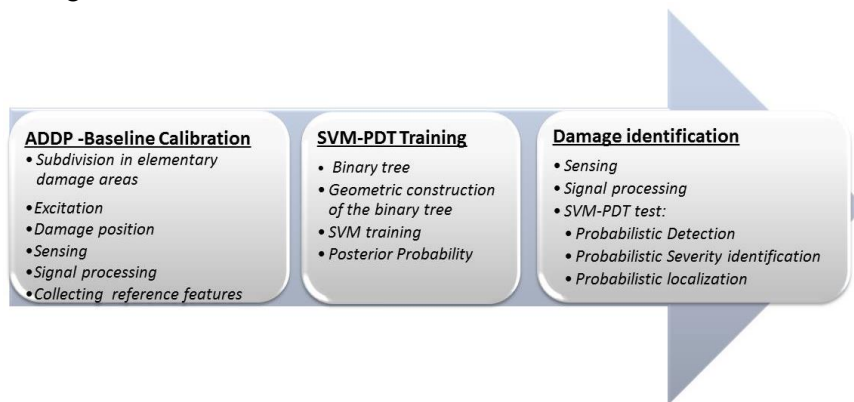 ADDP -Baseline Calibration
• Subdivision in elementary
damage areas
• Excitation
• Damage position
• Sensing
• Signal processing
• Collecting reference features
SVM-PDT Training
• Binary tree
• Geometric construction
of the binary tree
• SVM training
• Posterior Probability
Damage identification
• Sensing
• Signal processing
• SVM-PDT test:
• Probabilistic Detection
• Probabilistic Severity identification
• Probabilistic localization